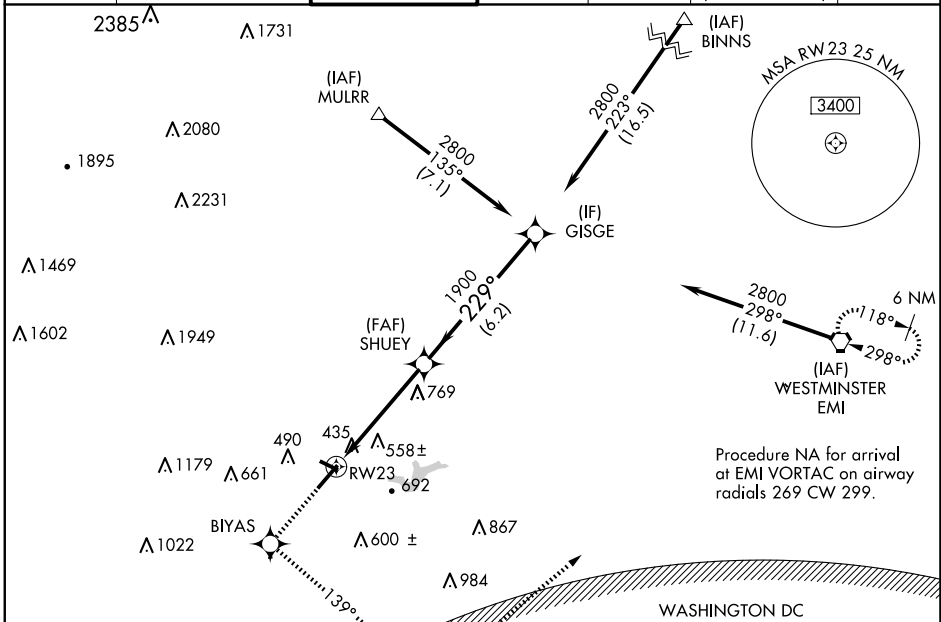 2385
1731
(IAF)
BINNS
MSA RW 23 25 NM
3400
(IAF)
MULRR
2800
223°
(16.5)
2080
1895
2800
135°
(7.1)
2231
(IF)
GISGE
1469
1900
229°
(6.2)
2800
298°
(11.6)
6 NM
118°
298°
1602
1949
(FAF)
SHUEY
(IAF)
WESTMINSTER
EMI
769
490
435
558±
Procedure NA for arrival
at EMI VORTAC on airway
radials 269 CW 299.
1179
661
RW23
692
BIYAS
1022
600 ±
867
984
139°
WASHINGTON DC